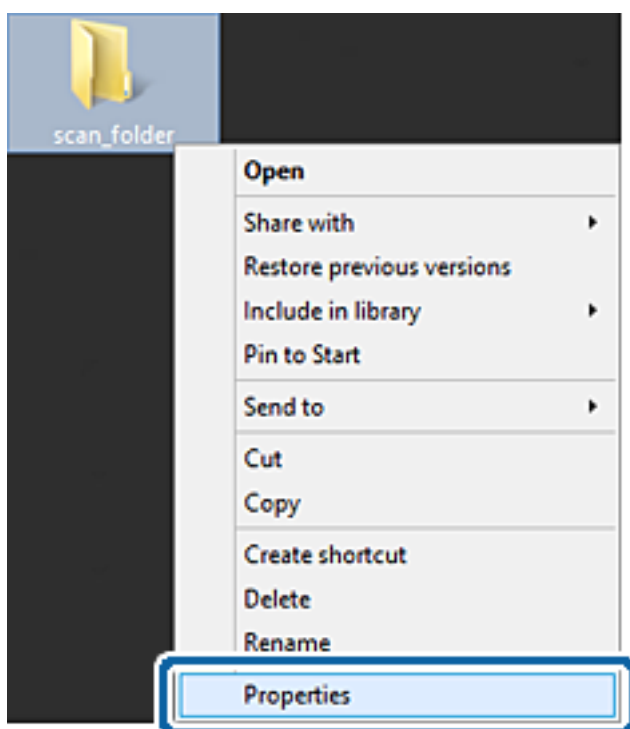 scan_folder
Open
Share with
Restore previous versions
Include in library
Pin to Start
Send to
Cut
Copy
Create shortcut
Delete
Rename
Properties